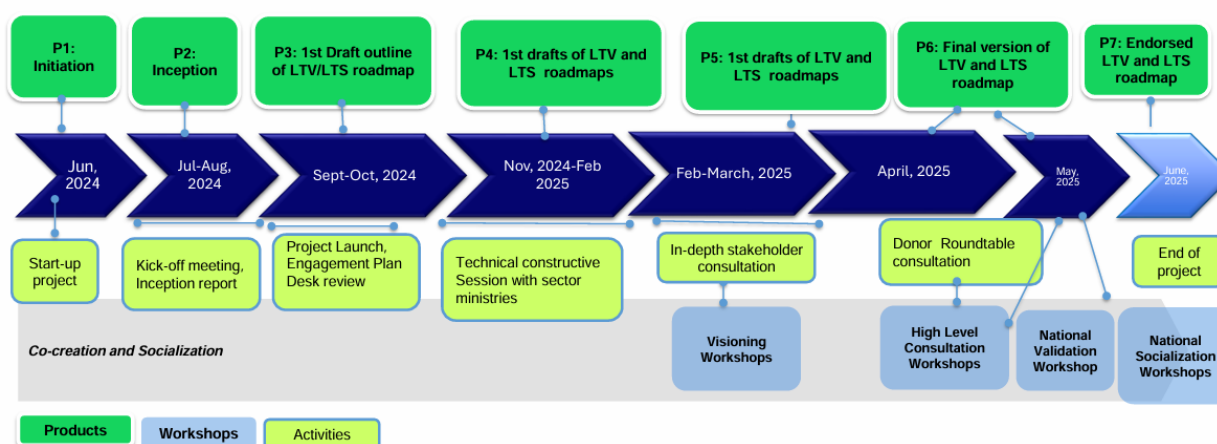 P1:
Initiation
P2:
Inception
P3: 1st Draft outline
of LTV/LTS roadmap
P4: 1st drafts of LTV and
LTS roadmaps
P5: 1st drafts of LTV and
LTS roadmaps
P6: Final version of
LTV and LTS
roadmap
P7: Endorsed
LTV and LTS
roadmap
Jun,
2024
Jul-Aug,
2024
Sept-Oct, 2024
Nov, 2024-Feb
2025
Feb-March, 2025
April, 2025
May,
2025
June,
2025
Start-up
project
Kick-off meeting,
Inception report
Project Launch,
Engagement Plan
Desk review
Technical constructive
Session with sector
ministries
In-depth stakeholder
consultation
Donor Roundtable
consultation
End of
project
Co-creation and Socialization
Visioning
Workshops
High Level
Consultation
Workshops
National
Validation
Workshop
National
Socialization
Workshops
Products
Workshops
Activities